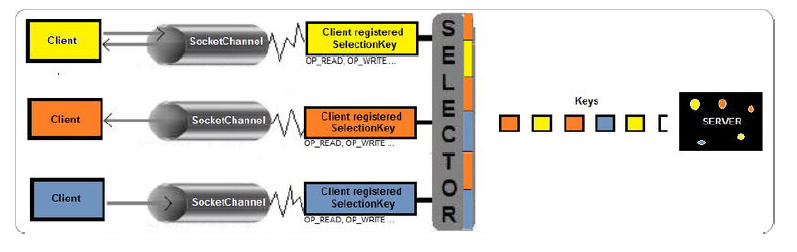 Client
SocketChannel
Client registered
SelectionKey
OP_READ, OP_WRITE ...
Client
SocketChannel
Client registered
SelectionKey
OP_READ, OP_WRITE ...
Client
SocketChannel
Client registered
SelectionKey
OP_READ, OP_WRITE ...
SELECTOR
Keys
SERVER